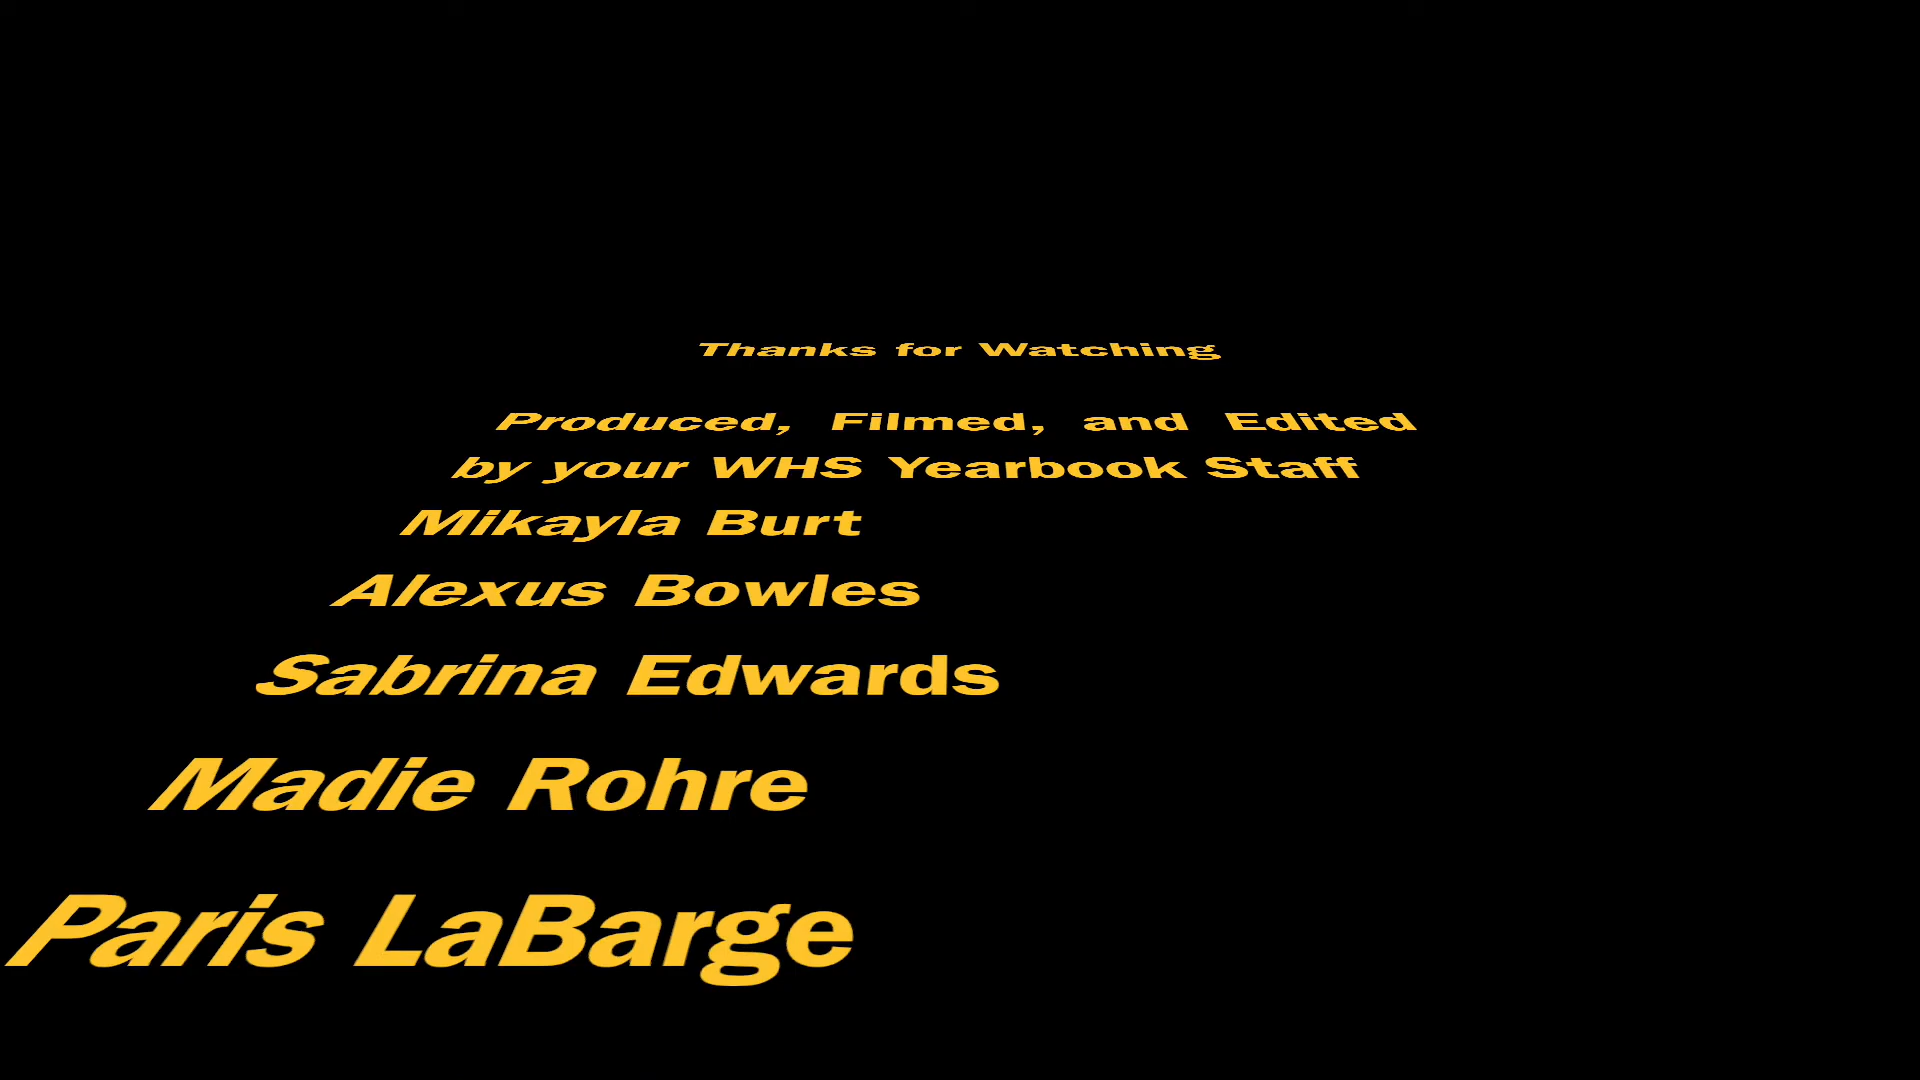 Thanks for Watching
Produced, Filmed, and Edited
by your WHS Yearbook Staff
Mikayla Burt
Alexus Bowles
Sabrina Edwards
Madie Rohre
Paris LaBarge